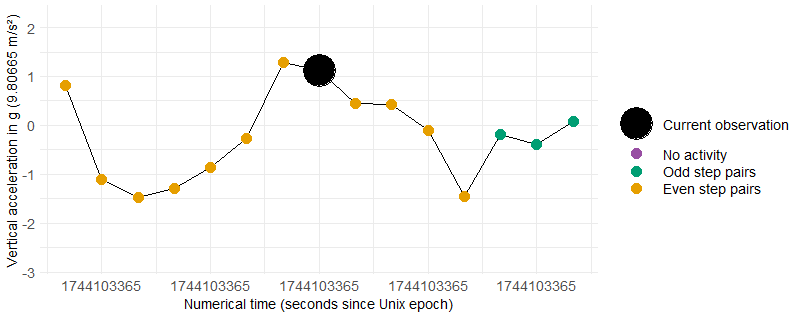 Vertical acceleration in g (9.80665 m/s²)
2
1
0
-1
-2
-3
1744103365 1744103365 1744103365 1744103365 1744103365
Numerical time (seconds since Unix epoch)
Current observation
No activity
Odd step pairs
Even step pairs